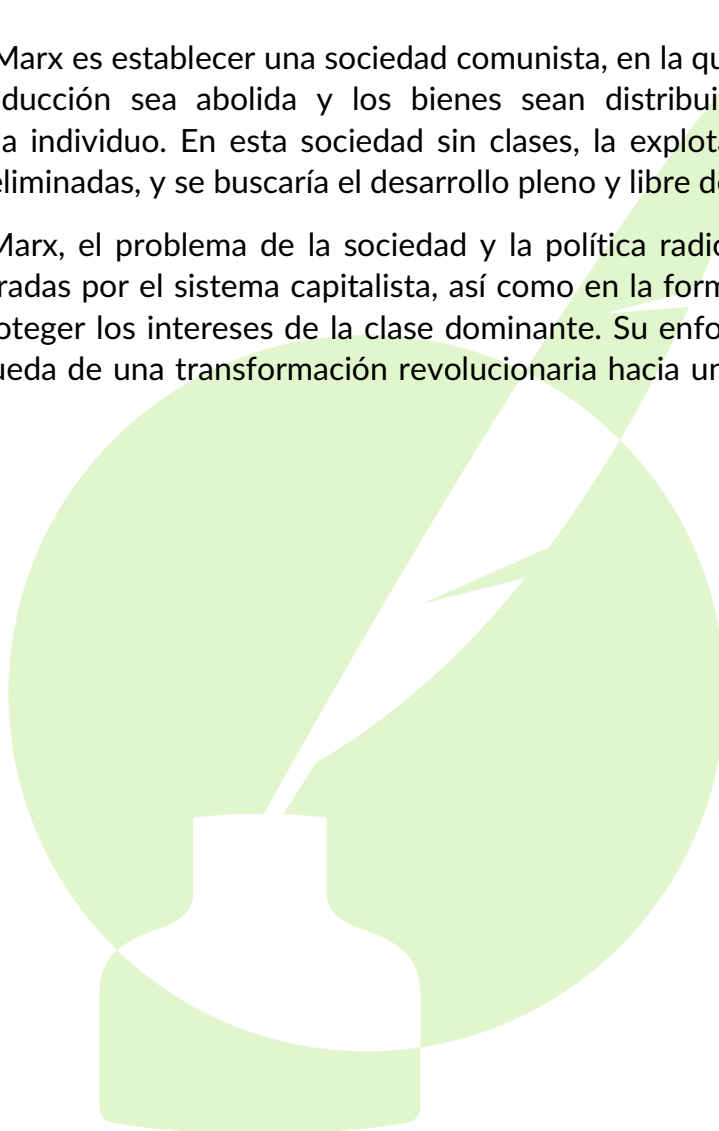 Marx es establecer una sociedad comunista, en la qu
ducción sea abolida y los bienes sean distribui
a individuo. En esta sociedad sin clases, la explota
eliminadas, y se buscaría el desarrollo pleno y libre de
Marx, el problema de la sociedad y la política radic
radas por el sistema capitalista, así como en la form
oteger los intereses de la clase dominante. Su enfo
ueda de una transformación revolucionaria hacia un